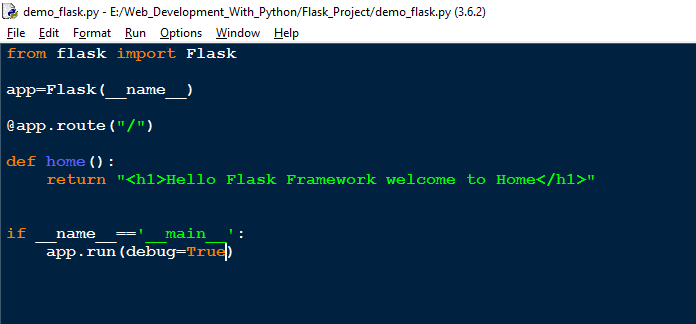 demo_flask.py - E:/Web_Development_With_Python/Flask_Project/demo_flask.py (3.6.2)
File Edit Format Run Options Window Help
from flask import Flask
app=Flask(__name__)
@app.route("/")
def home():
    return "<h1>Hello Flask Framework welcome to Home</h1>"
if __name__=='__main__':
    app.run(debug=True)